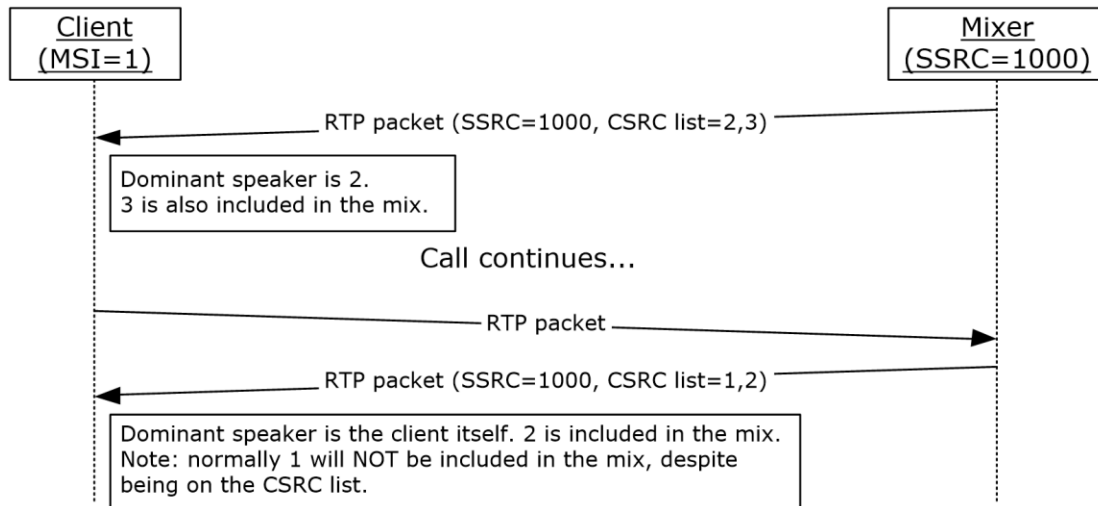 Client
(MSI=1)
Mixer
(SSRC=1000)
RTP packet (SSRC=1000, CSRC list=2,3)
Dominant speaker is 2.
3 is also included in the mix.
Call continues...
RTP packet
RTP packet (SSRC=1000, CSRC list=1,2)
Dominant speaker is the client itself. 2 is included in the mix.
Note: normally 1 will NOT be included in the mix, despite
being on the CSRC list.